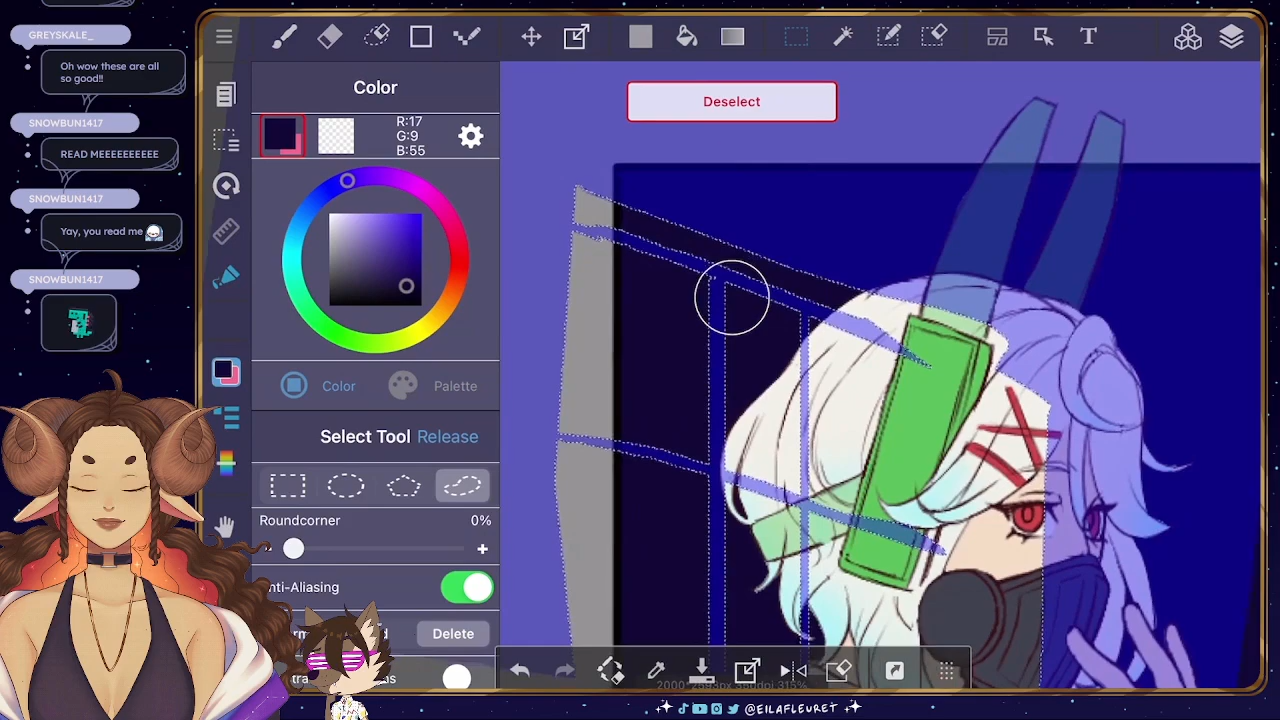 GREYSKALE_
Oh wow these are all
so good!!
SNOWBUN1417
READ MEEEEEEEEEE
SNOWBUN1417
Yay, you read me
SNOWBUN1417
Color
R:17
G:9
B:55
Color
Palette
Select Tool Release
Roundcorner
0%
+
nti-Aliasing
Delete
Deselect
T
@EILAFLEURET